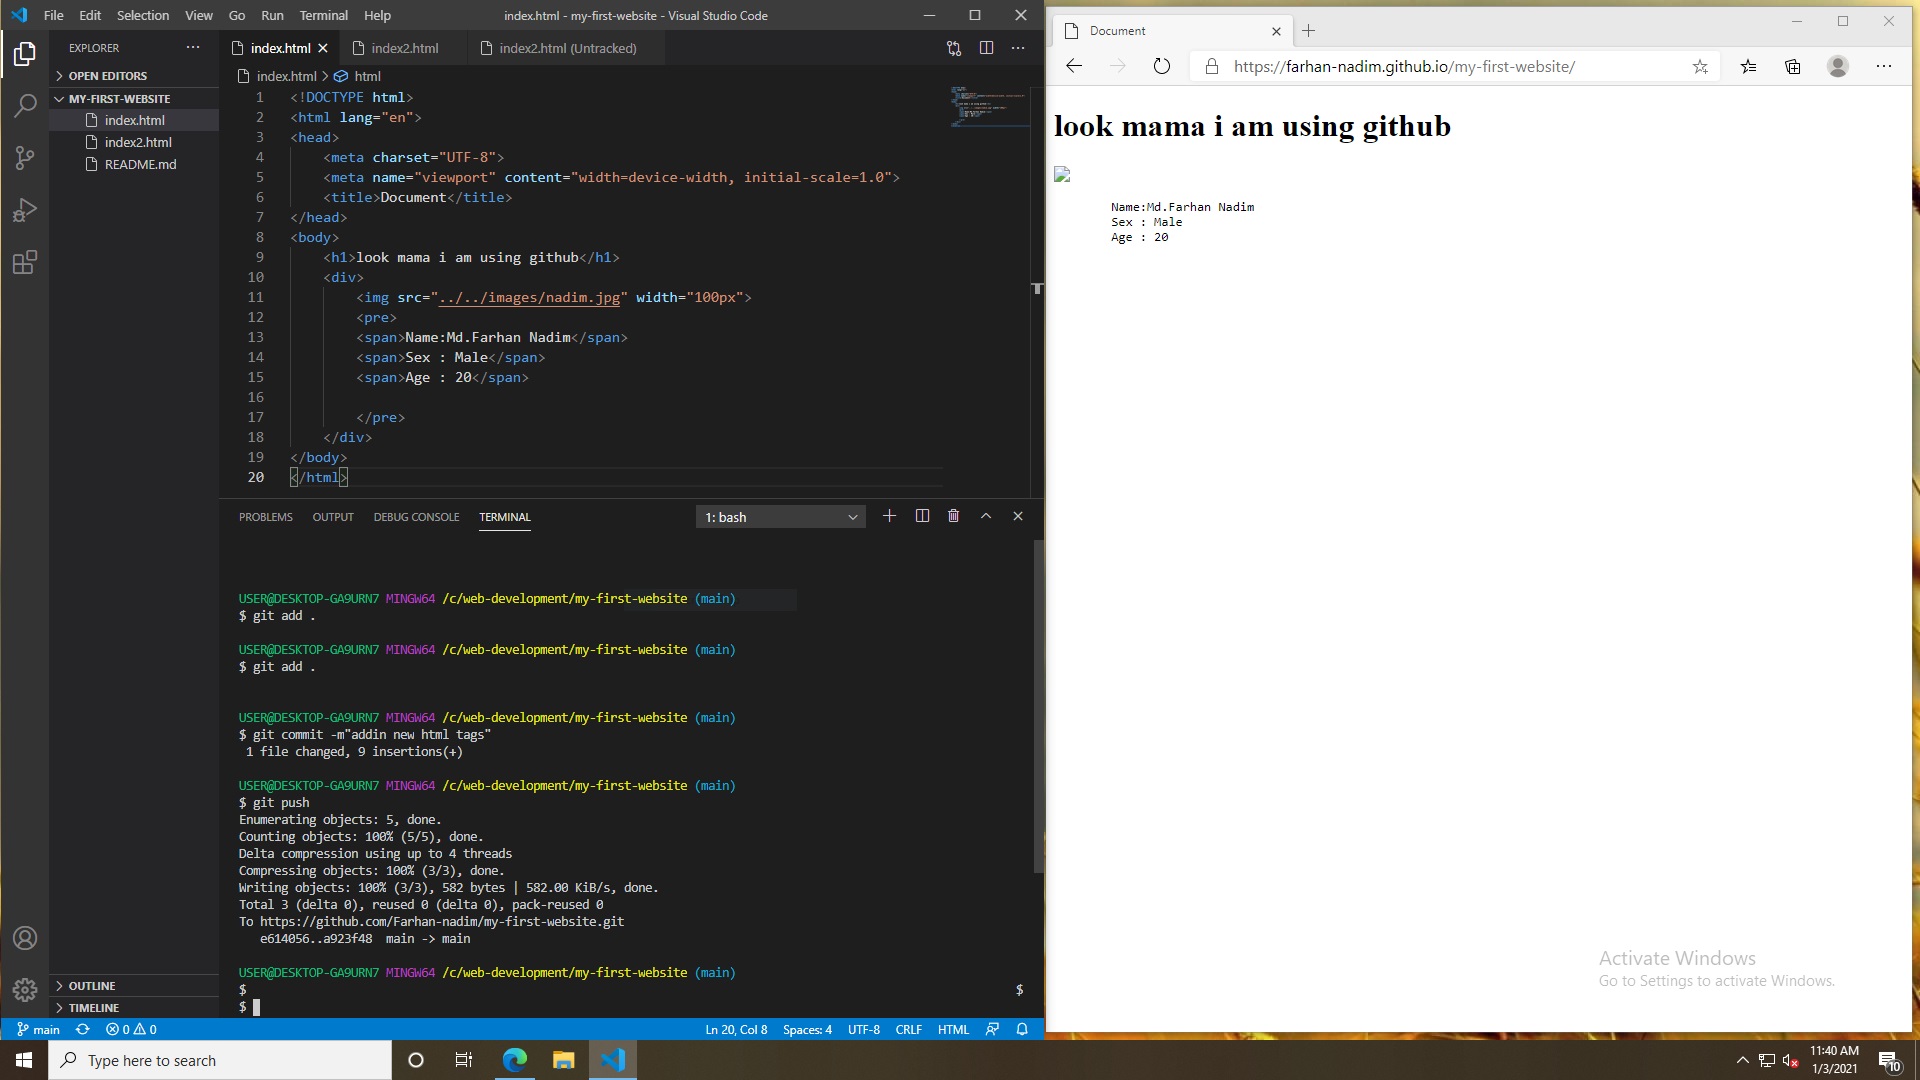 File Edit Selection View Go Run Terminal Help
index.html - my-first-website - Visual Studio Code
EXPLORER
OPEN EDITORS
MY-FIRST-WEBSITE
index.html
index2.html
README.md
OUTLINE
TIMELINE
index.html
index2.html
index2.html (Untracked)
index.html > html
1 <!DOCTYPE html>
2 <html lang="en">
3 <head>
4 <meta charset="UTF-8">
5 <meta name="viewport" content="width=device-width, initial-scale=1.0">
6 <title>Document</title>
7 </head>
8 <body>
9 <h1>look mama i am using github</h1>
10 <div>
11 <img src="../../images/nadim.jpg" width="100px">
12 <pre>
13 <span>Name:Md.Farhan Nadim</span>
14 <span>Sex : Male</span>
15 <span>Age : 20</span>
16
17 </pre>
18 </div>
19 </body>
20 </html>
PROBLEMS OUTPUT DEBUG CONSOLE TERMINAL
1: bash
USER@DESKTOP-GA9URN7 MINGW64 /c/web-development/my-first-website (main)
$ git add .
USER@DESKTOP-GA9URN7 MINGW64 /c/web-development/my-first-website (main)
$ git add .
USER@DESKTOP-GA9URN7 MINGW64 /c/web-development/my-first-website (main)
$ git commit -m"addin new html tags"
1 file changed, 9 insertions(+)
USER@DESKTOP-GA9URN7 MINGW64 /c/web-development/my-first-website (main)
$ git push
Enumerating objects: 5, done.
Counting objects: 100% (5/5), done.
Delta compression using up to 4 threads
Compressing objects: 100% (3/3), done.
Writing objects: 100% (3/3), 582 bytes | 582.00 KiB/s, done.
Total 3 (delta 0), reused 0 (delta 0), pack-reused 0
To https://github.com/Farhan-nadim/my-first-website.git
e614056..a923f48 main -> main
USER@DESKTOP-GA9URN7 MINGW64 /c/web-development/my-first-website (main)
$ $
$
main 0 0 Ln 20, Col 8 Spaces: 4 UTF-8 CRLF HTML
Document
https://farhan-nadim.github.io/my-first-website/
look mama i am using github
Name:Md.Farhan Nadim
Sex : Male
Age : 20
Activate Windows
Go to Settings to activate Windows.
Type here to search
11:40 AM
1/3/2021
10